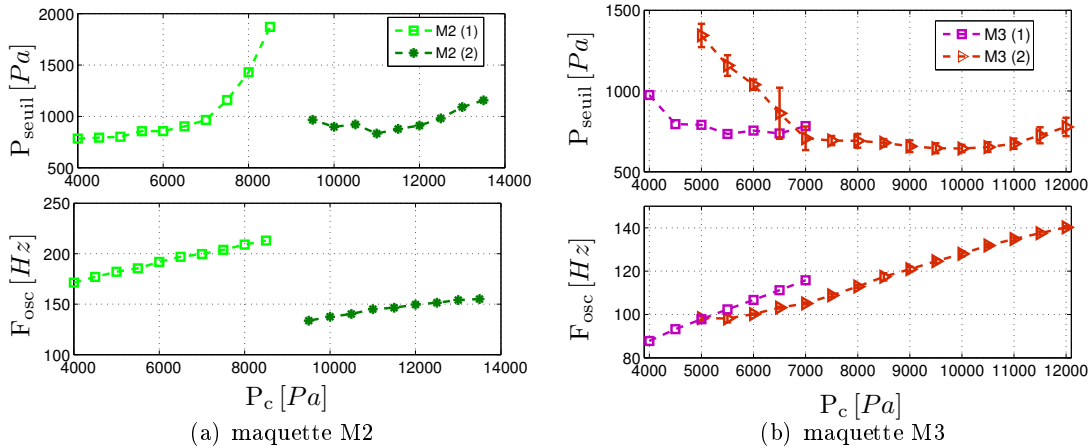 2000
1500
1000
500
4000 6000 8000 10000 12000 14000
P_seuil [Pa]
M2 (1)
M2 (2)
250
200
150
100
4000 6000 8000 10000 12000 14000
F_osc [Hz]
P_c [Pa]
(a) maquette M2
1500
1000
500
4000 5000 6000 7000 8000 9000 10000 11000 12000
P_seuil [Pa]
M3 (1)
M3 (2)
140
120
100
80
4000 5000 6000 7000 8000 9000 10000 11000 12000
F_osc [Hz]
P_c [Pa]
(b) maquette M3